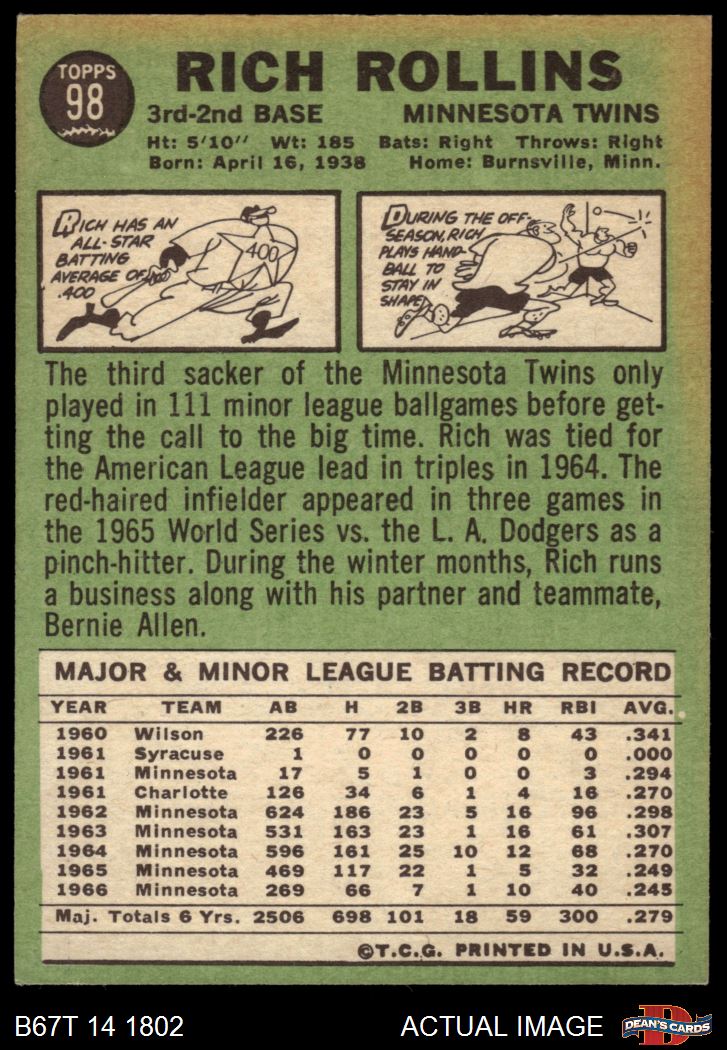 TOPPS
98
RICH ROLLINS
3rd-2nd BASE MINNESOTA TWINS
Ht: 5'10" Wt: 185 Bats: Right Throws: Right
Born: April 16, 1938 Home: Burnsville, Minn.
RICH HAS AN
ALL-STAR
BATTING
AVERAGE OF
.400
400
DURING THE OFF-
SEASON, RICH
PLAYS HAND-
BALL TO
STAY IN
SHAPE
The third sacker of the Minnesota Twins only
played in 111 minor league ballgames before get-
ting the call to the big time. Rich was tied for
the American League lead in triples in 1964. The
red-haired infielder appeared in three games in
the 1965 World Series vs. the L. A. Dodgers as a
pinch-hitter. During the winter months, Rich runs
a business along with his partner and teammate,
Bernie Allen.
MAJOR & MINOR LEAGUE BATTING RECORD
YEAR TEAM AB H 2B 3B HR RBI AVG.
1960 Wilson 226 77 10 2 8 43 .341
1961 Syracuse 1 0 0 0 0 0 .000
1961 Minnesota 17 5 1 0 0 3 .294
1961 Charlotte 126 34 6 1 4 16 .270
1962 Minnesota 624 186 23 5 16 96 .298
1963 Minnesota 531 163 23 1 16 61 .307
1964 Minnesota 596 161 25 10 12 68 .270
1965 Minnesota 469 117 22 1 5 32 .249
1966 Minnesota 269 66 7 1 10 40 .245
Maj. Totals 6 Yrs. 2506 698 101 18 59 300 .279
©T.C.G. PRINTED IN U.S.A.
B67T 14 1802 ACTUAL IMAGE
D
DEAN'S CARDS